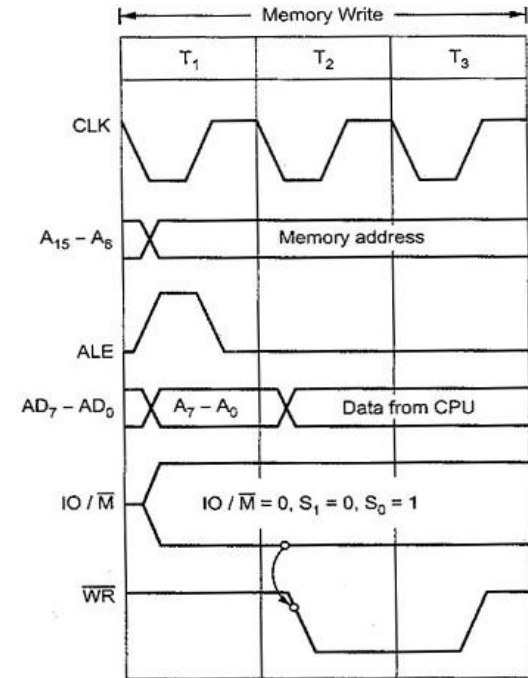 Memory Write
T₁ T₂ T₃
CLK
A₁₅ – A₈ Memory address
ALE
AD₇ – AD₀ A₇ – A₀ Data from CPU
IO / M̅ IO / M̅ = 0, S₁ = 0, S₀ = 1
W̅R̅